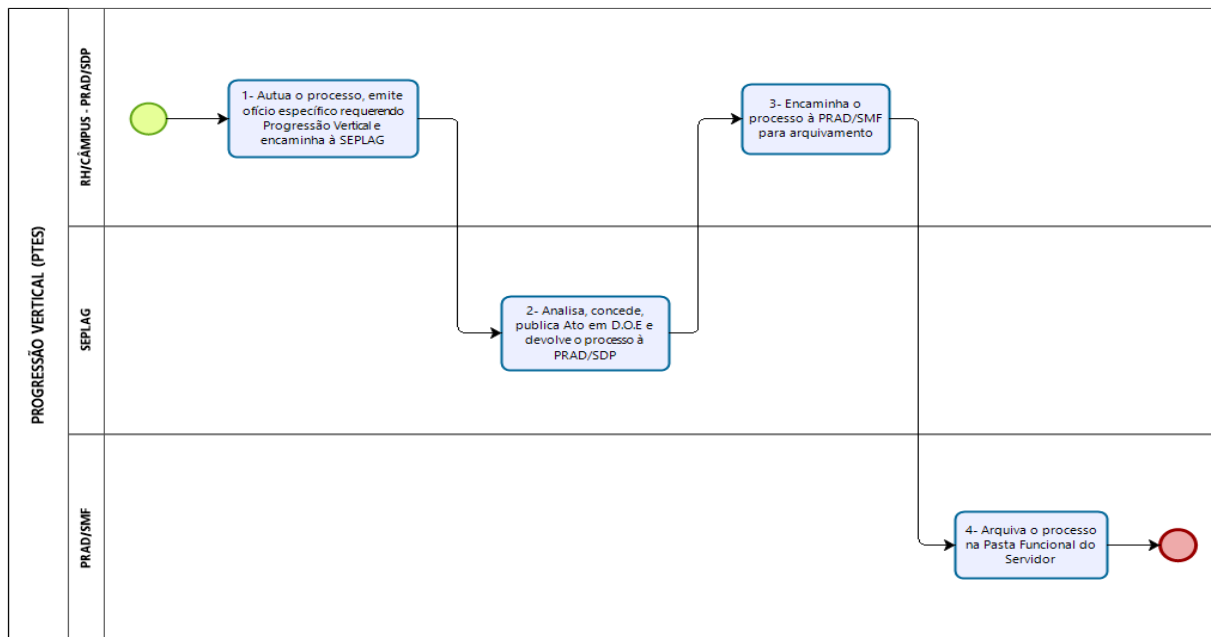 PROGRESSÃO VERTICAL (PTES)
RH/CÂMPUS - PRAD/SDP
1- Autua o processo, emite
ofício específico requerendo
Progressão Vertical e
encaminha à SEPLAG
3- Encaminha o
processo à PRAD/SMF
para arquivamento
SEPLAG
2- Analisa, concede,
publica Ato em D.O.E e
devolve o processo à
PRAD/SDP
PRAD/SMF
4- Arquiva o processo
na Pasta Funcional do
Servidor